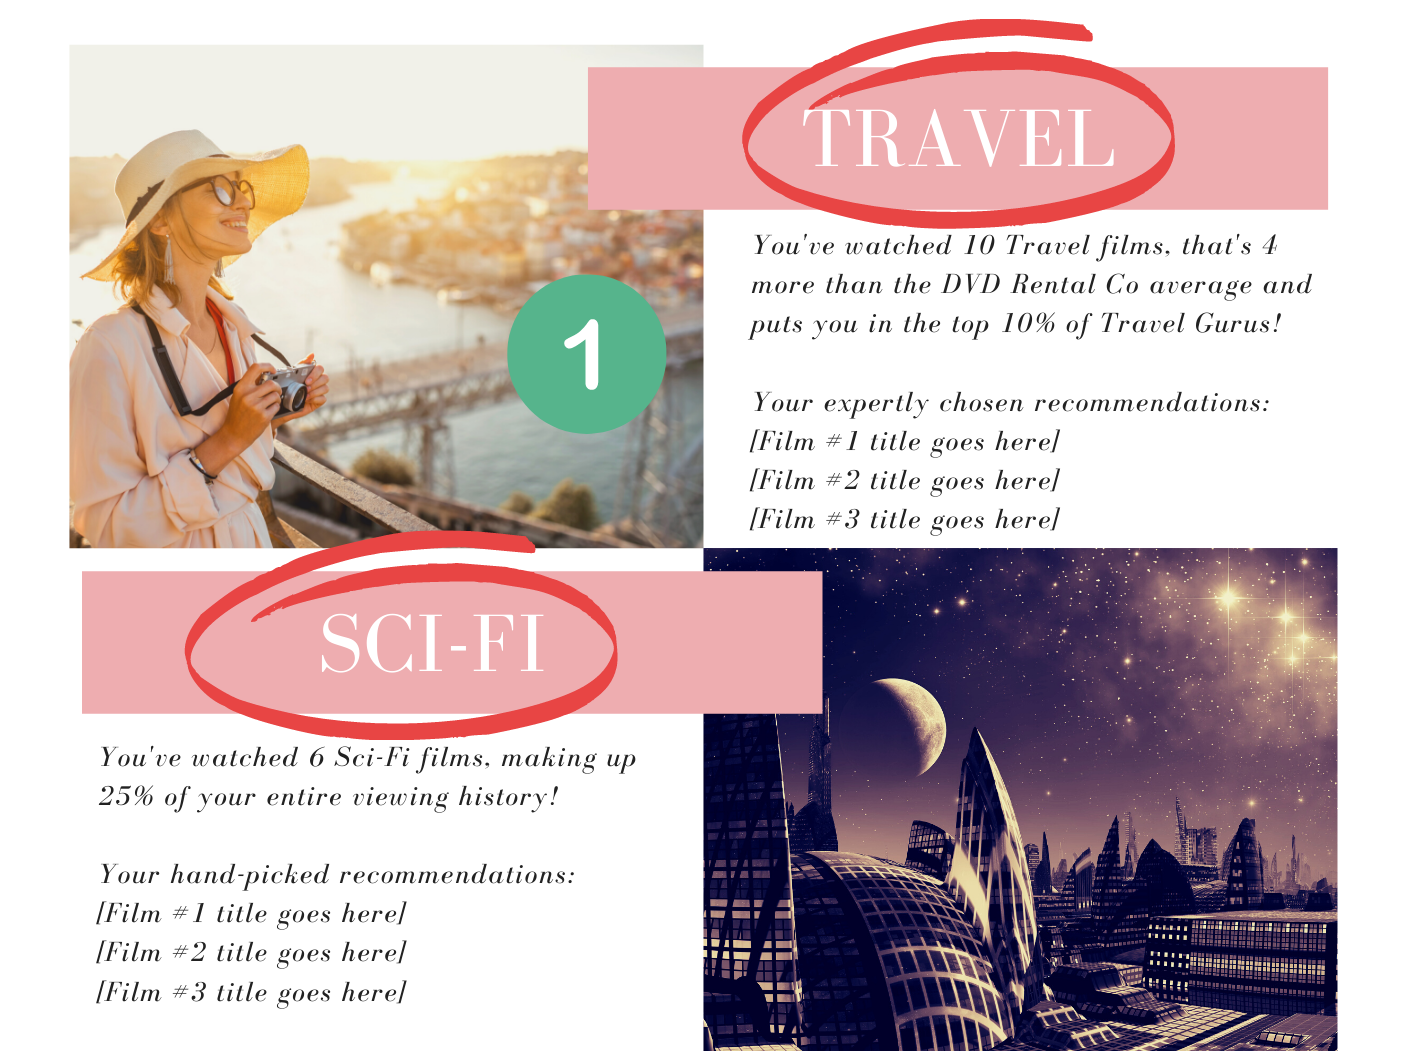 TRAVEL
You've watched 10 Travel films, that's 4
more than the DVD Rental Co average and
puts you in the top 10% of Travel Gurus!
Your expertly chosen recommendations:
[Film #1 title goes here]
[Film #2 title goes here]
[Film #3 title goes here]
1
SCI-FI
You've watched 6 Sci-Fi films, making up
25% of your entire viewing history!
Your hand-picked recommendations:
[Film #1 title goes here]
[Film #2 title goes here]
[Film #3 title goes here]